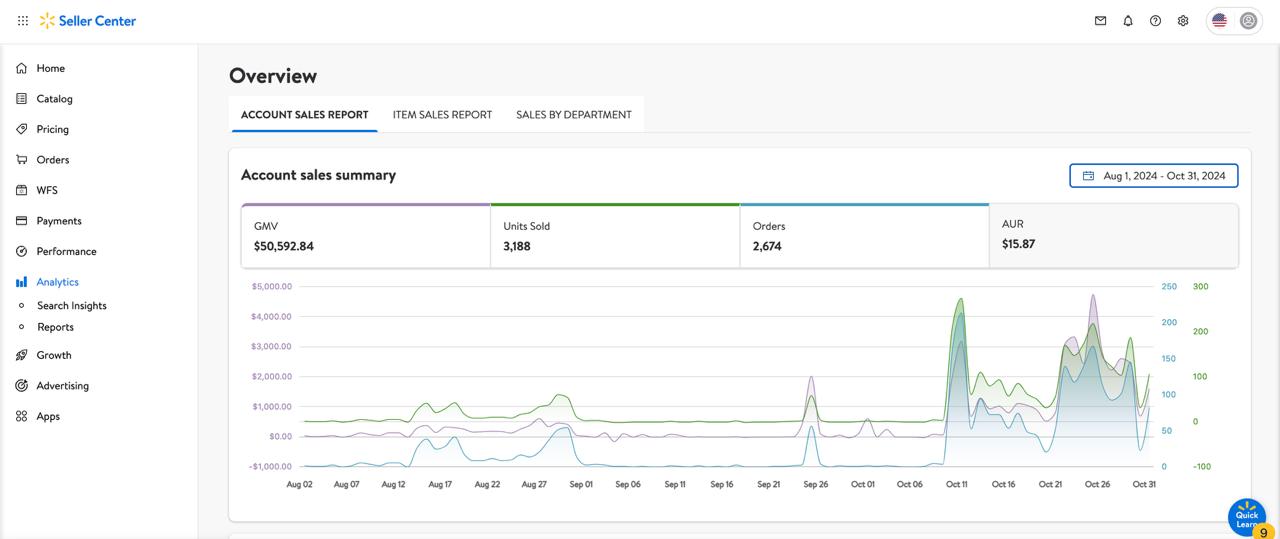 Seller Center
Home
Catalog
Pricing
Orders
WFS
Payments
Performance
Analytics
Search Insights
Reports
Growth
Advertising
Apps
Overview
ACCOUNT SALES REPORT ITEM SALES REPORT SALES BY DEPARTMENT
Account sales summary
Aug 1, 2024 - Oct 31, 2024
GMV Units Sold Orders AUR
$50,592.84 3,188 2,674 $15.87
$5,000.00 250 300
$4,000.00 200
$3,000.00 150 200
$2,000.00 100
$1,000.00 100
$0.00 50 0
-$1,000.00 0 -100
Aug 02 Aug 07 Aug 12 Aug 17 Aug 22 Aug 27 Sep 01 Sep 06 Sep 11 Sep 16 Sep 21 Sep 26 Oct 01 Oct 06 Oct 11 Oct 16 Oct 21 Oct 26 Oct 31
Quick
Learn
9